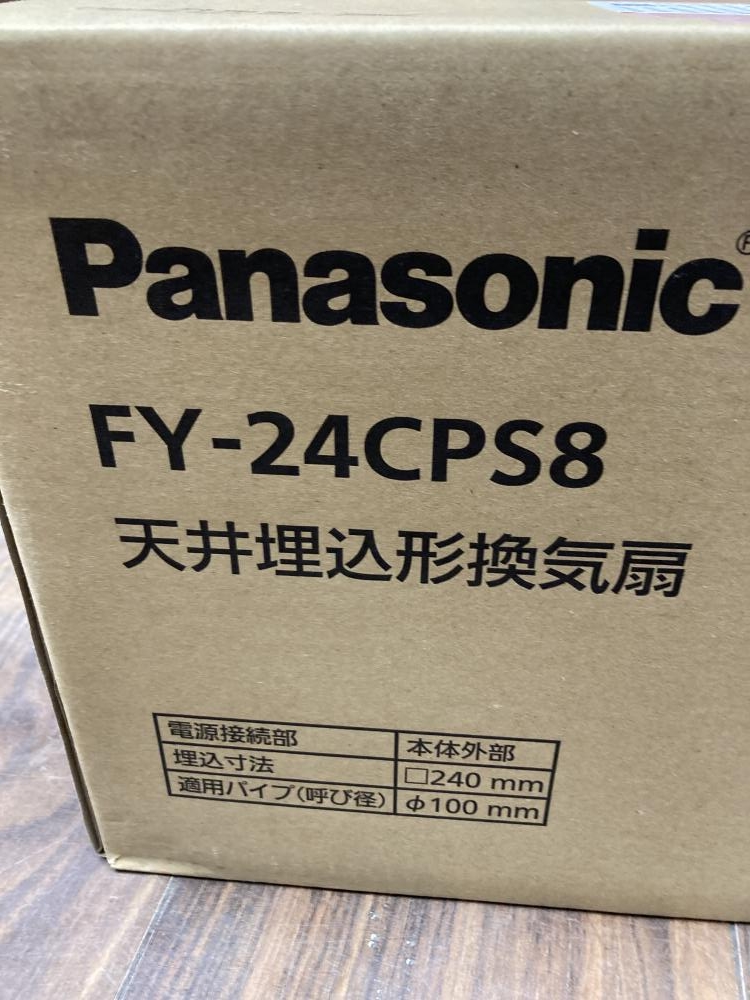 Panasonic®
FY-24CPS8
天井埋込形換気扇
電源接続部 本体外部
埋込寸法 □240 mm
適用パイプ(呼び径) φ100 mm